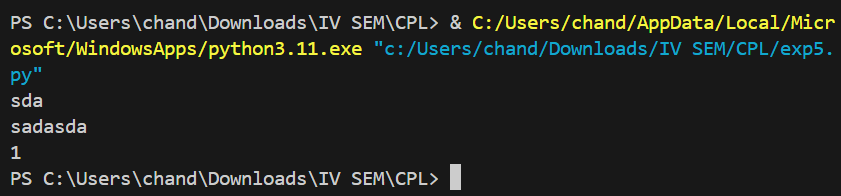 PS C:\Users\chand\Downloads\IV SEM\CPL> & C:/Users/chand/AppData/Local/Micr
osoft/WindowsApps/python3.11.exe "c:/Users/chand/Downloads/IV SEM/CPL/exp5.
py"
sda
sadasda
1
PS C:\Users\chand\Downloads\IV SEM\CPL>